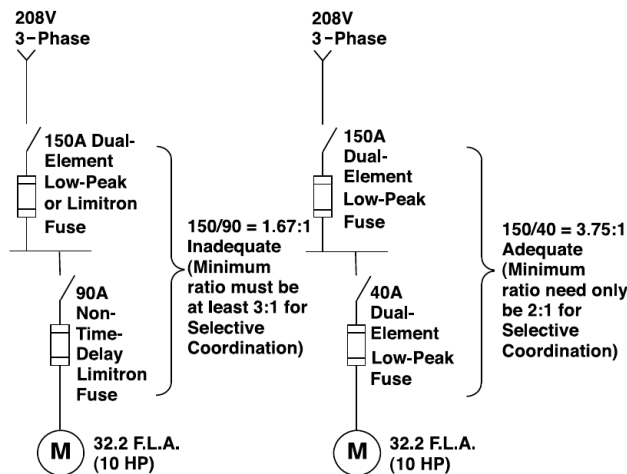 208V
3–Phase
150A Dual-
Element
Low-Peak
or Limitron
Fuse
150/90 = 1.67:1
Inadequate
(Minimum
ratio must be
at least 3:1 for
Selective
Coordination)
90A
Non-
Time-
Delay
Limitron
Fuse
M
32.2 F.L.A.
(10 HP)
208V
3–Phase
150A
Dual-
Element
Low-Peak
Fuse
150/40 = 3.75:1
Adequate
(Minimum
ratio need only
be 2:1 for
Selective
Coordination)
40A
Dual-
Element
Low-Peak
Fuse
M
32.2 F.L.A.
(10 HP)